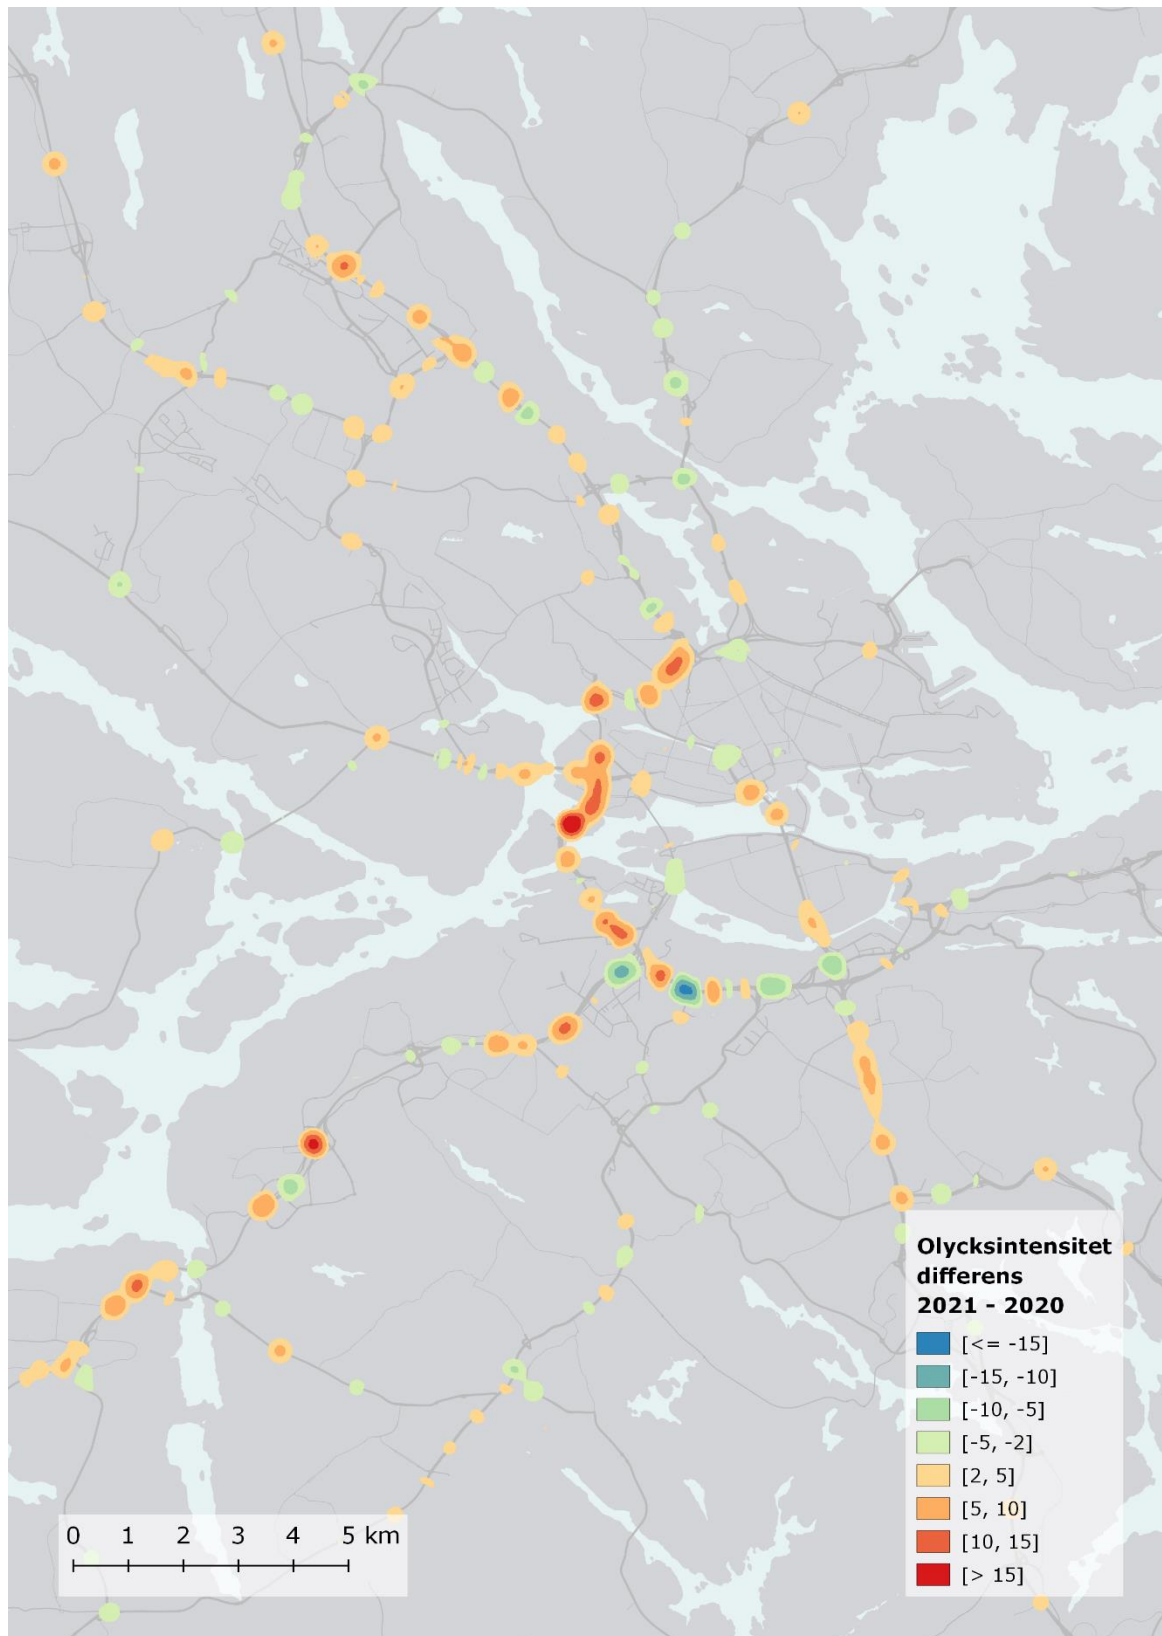 Olycksintensitet
differens
2021 - 2020
[<= -15]
[-15, -10]
[-10, -5]
[-5, -2]
[2, 5]
[5, 10]
[10, 15]
[> 15]
0 1 2 3 4 5 km